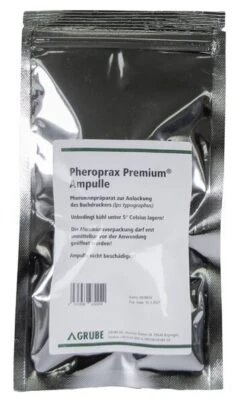 Pheroprax Premium®
Ampulle
Pheromonpräparat zur Anlockung
des Buchdruckers (Ips typographus)
Unbedingt kühl unter 5° Celsius lagern!
Die Aluminiumverpackung darf erst
unmittelbar vor der Anwendung
geöffnet werden!
Ampulle nicht beschädigen
GRUBE